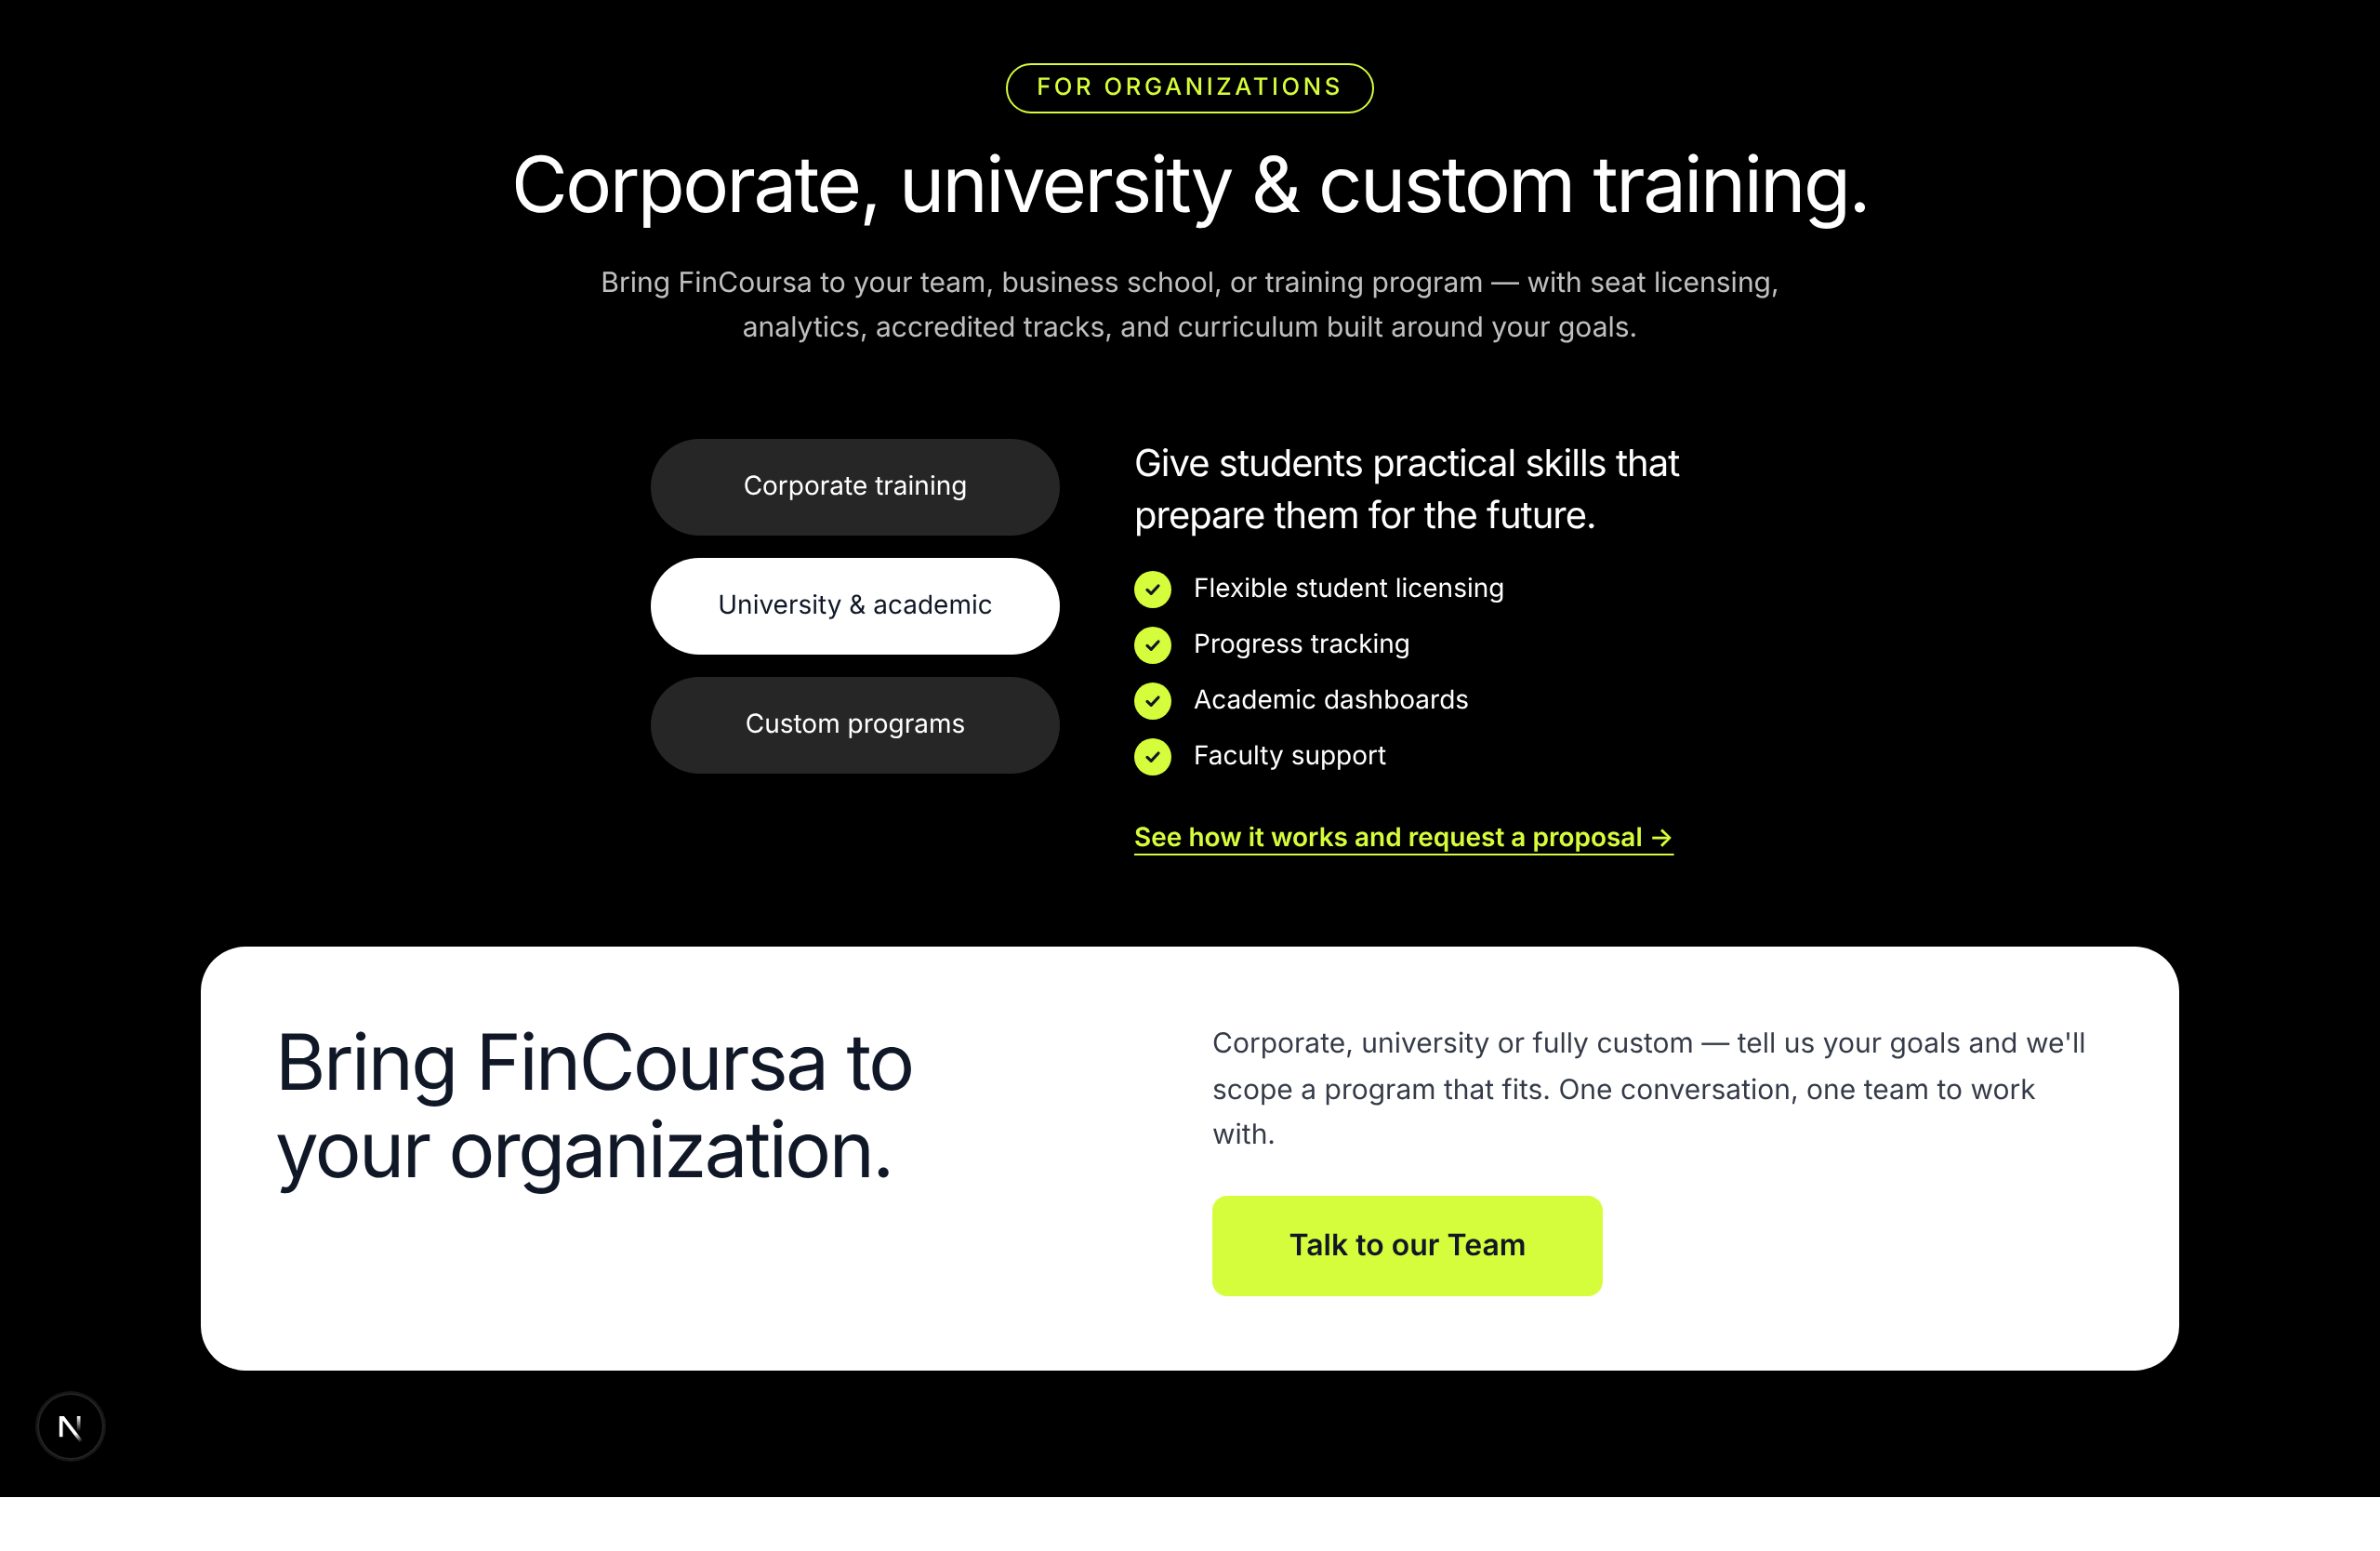 FOR ORGANIZATIONS
Corporate, university & custom training.
Bring FinCoursa to your team, business school, or training program — with seat licensing,
analytics, accredited tracks, and curriculum built around your goals.
Corporate training
University & academic
Custom programs
Give students practical skills that
prepare them for the future.
Flexible student licensing
Progress tracking
Academic dashboards
Faculty support
See how it works and request a proposal →
Bring FinCoursa to
your organization.
Corporate, university or fully custom — tell us your goals and we'll
scope a program that fits. One conversation, one team to work
with.
Talk to our Team
N